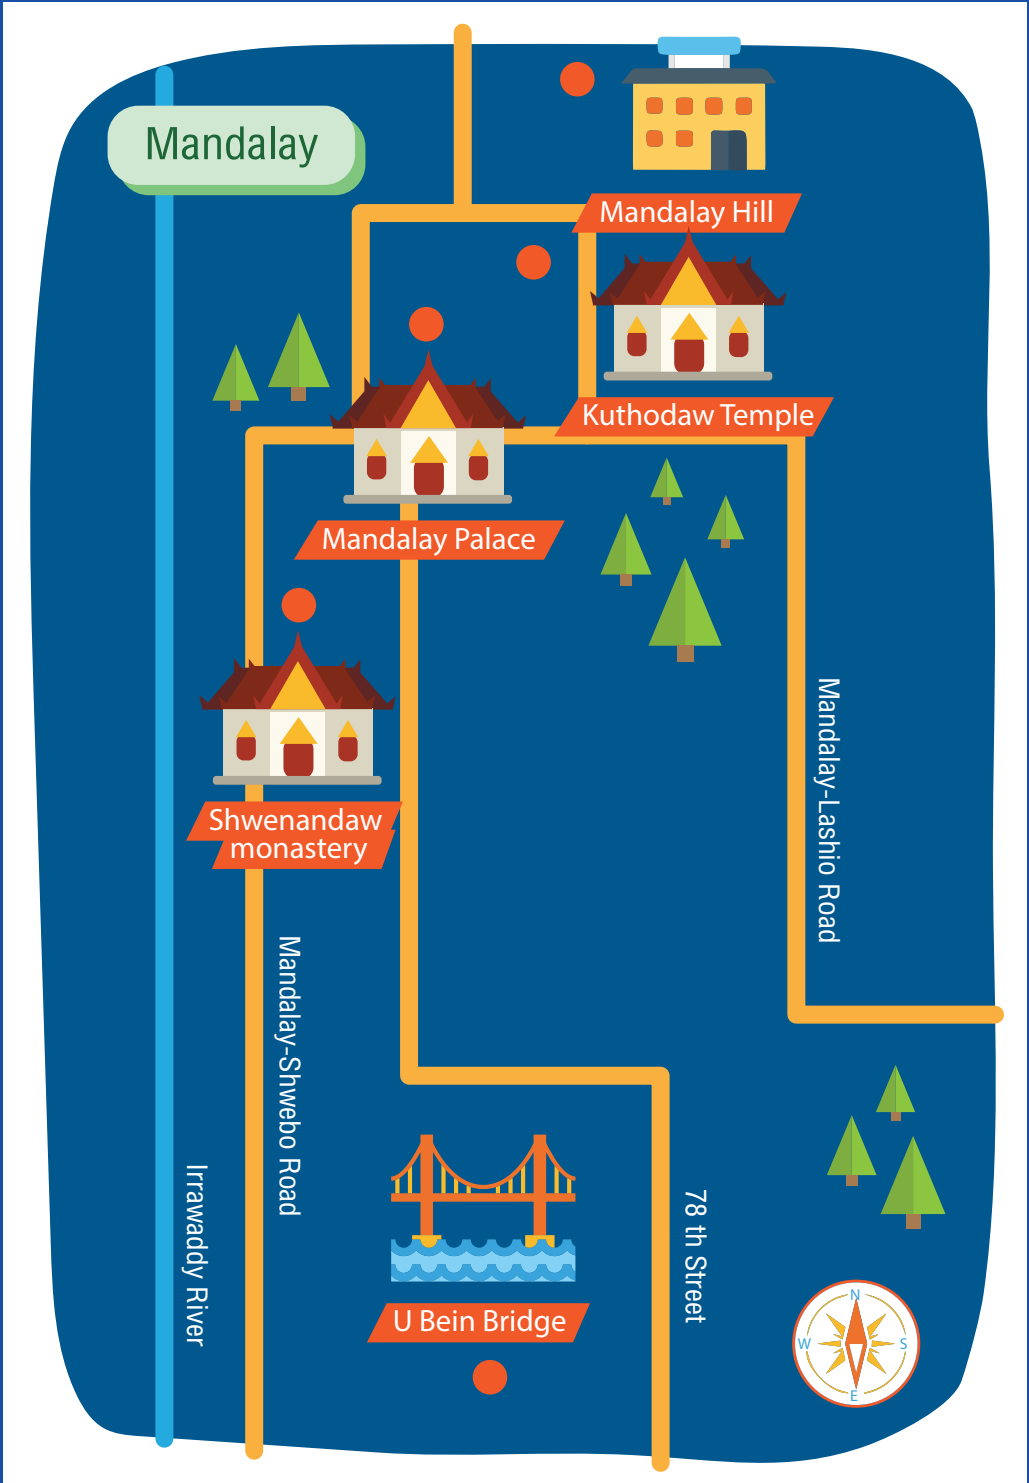 Mandalay
Mandalay Hill
Kuthodaw Temple
Mandalay Palace
Shwenandaw
monastery
Mandalay-Lashio Road
Mandalay-Shwebo Road
Irrawaddy River
78 th Street
U Bein Bridge
N
W
S
E